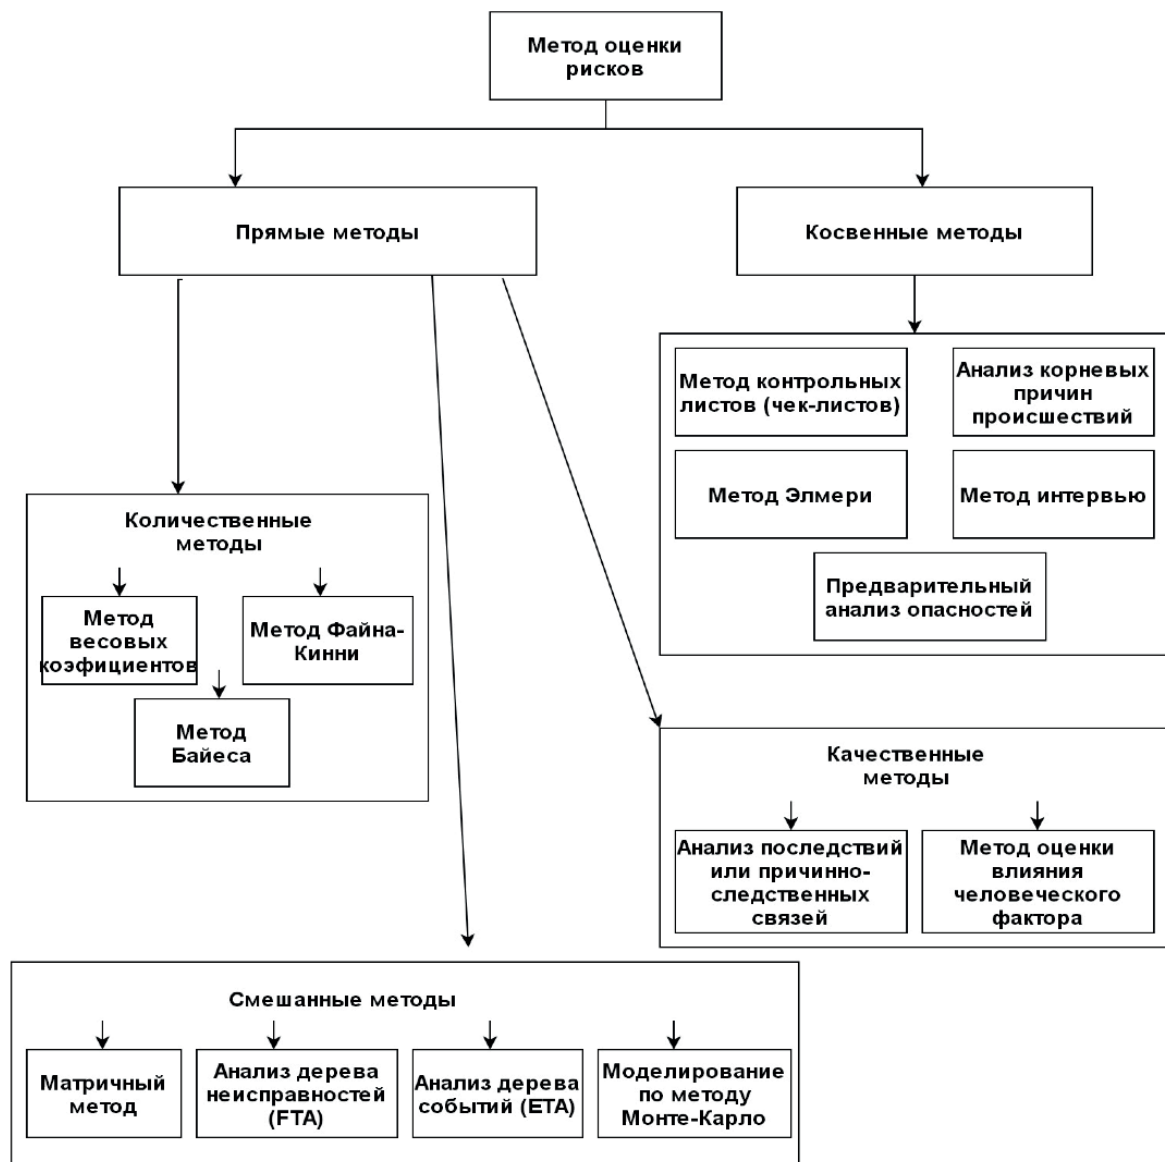 Метод оценки
рисков
Прямые методы
Косвенные методы
Метод контрольных
листов (чек-листов)
Анализ корневых
причин
происшествий
Метод Элмери
Метод интервью
Предварительный
анализ опасностей
Количественные
методы
Метод
весовых
коэфициентов
Метод Файна-
Кинни
Метод
Байеса
Качественные
методы
Анализ последствий
или причинно-
следственных
связей
Метод оценки
влияния
человеческого
фактора
Смешанные методы
Матричный
метод
Анализ дерева
неисправностей
(FTA)
Анализ дерева
событий (ETA)
Моделирование
по методу
Монте-Карло